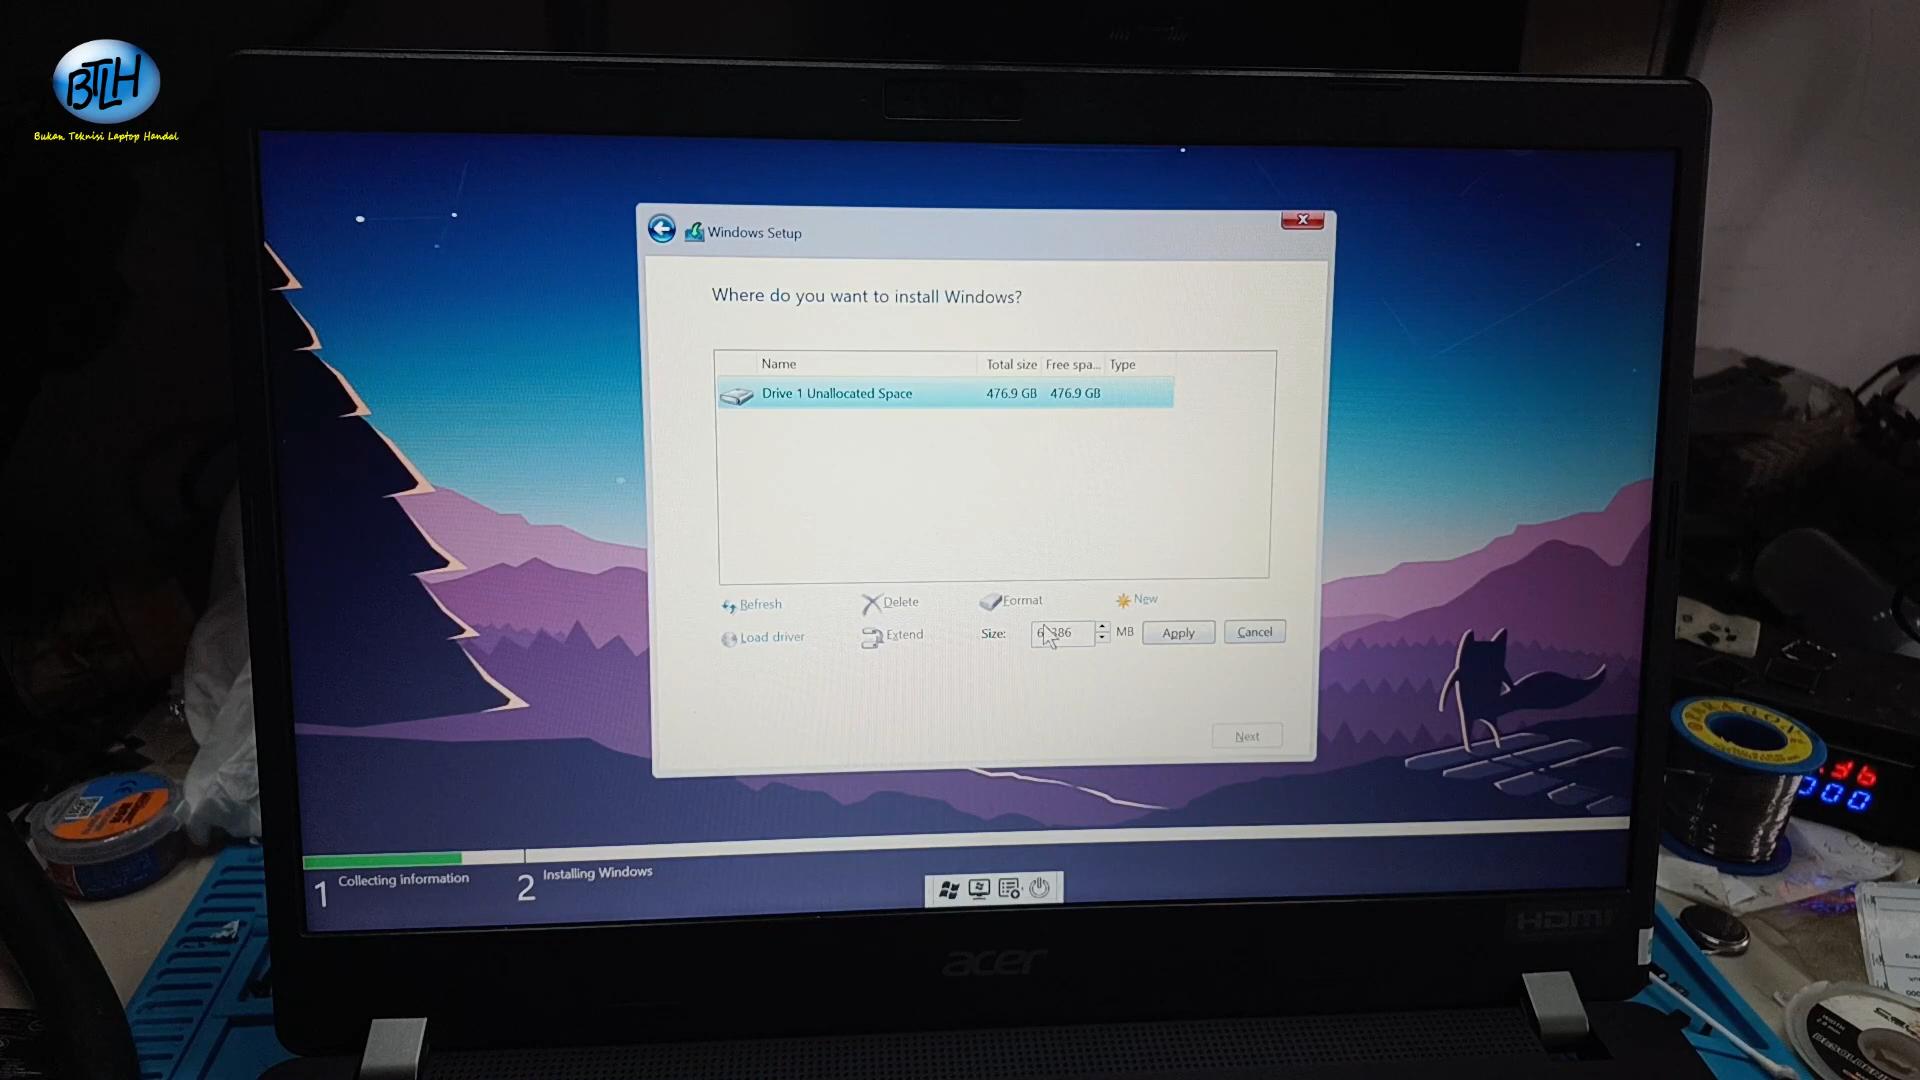 BTLH
Bukan Teknisi Laptop Handal
Windows Setup
Where do you want to install Windows?
Name Total size Free spa... Type
Drive 1 Unallocated Space 476.9 GB 476.9 GB
Refresh Delete Format New
Load driver Extend Size: MB Apply Cancel
Next
1 Collecting information 2 Installing Windows
HDMI
acer